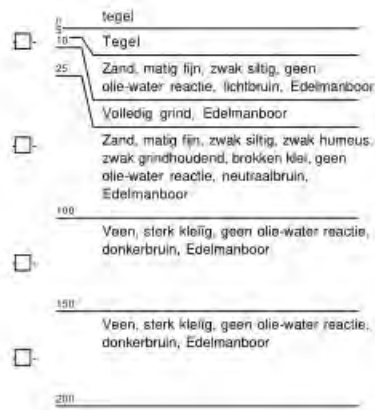 0
tegel
5
Tegel
10
Zand, matig fijn, zwak siltig, geen
olie-water reactie, lichtbruin, Edelmanboor
25
Volledig grind, Edelmanboor
Zand, matig fijn, zwak siltig, zwak humeus,
zwak grindhoudend, brokken klei, geen
olie-water reactie, neutraalbruin,
Edelmanboor
100
Veen, sterk kleiïg, geen olie-water reactie,
donkerbruin, Edelmanboor
150
Veen, sterk kleiïg, geen olie-water reactie,
donkerbruin, Edelmanboor
200